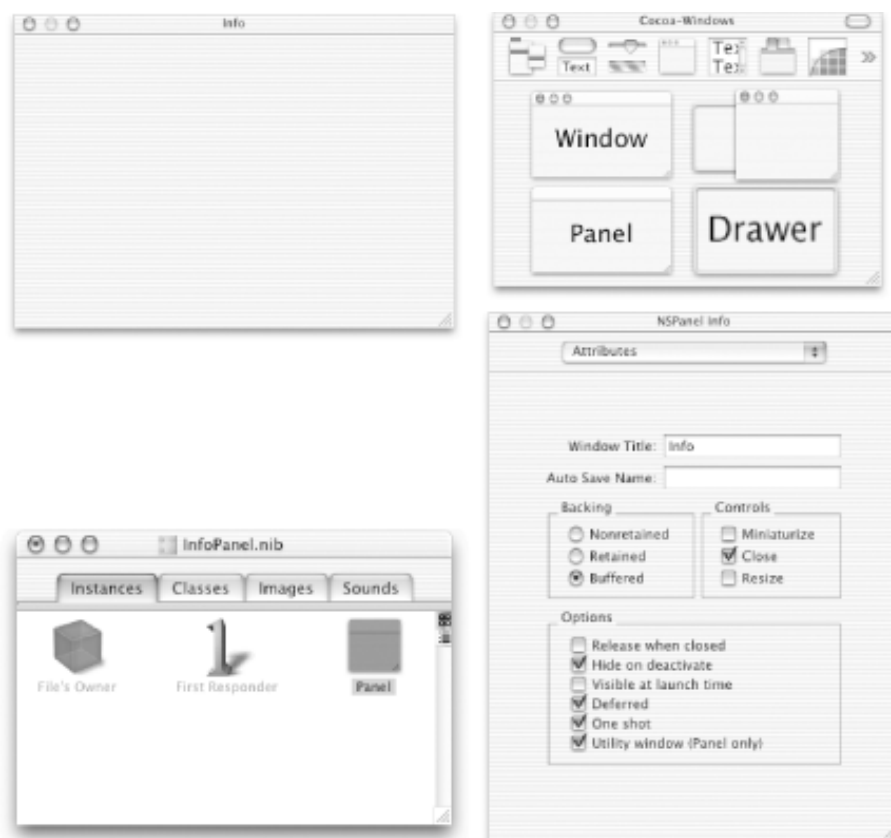 Info
Cocoa-Windows
Text
Tex
Tex
Window
Panel
Drawer
NSPanel Info
Attributes
Window Title: Info
Auto Save Name:
Backing
Nonretained
Retained
Buffered
Controls
Miniaturize
Close
Resize
Options
Release when closed
Hide on deactivate
Visible at launch time
Deferred
One shot
Utility window (Panel only)
InfoPanel.nib
Instances Classes Images Sounds
File's Owner First Responder Panel